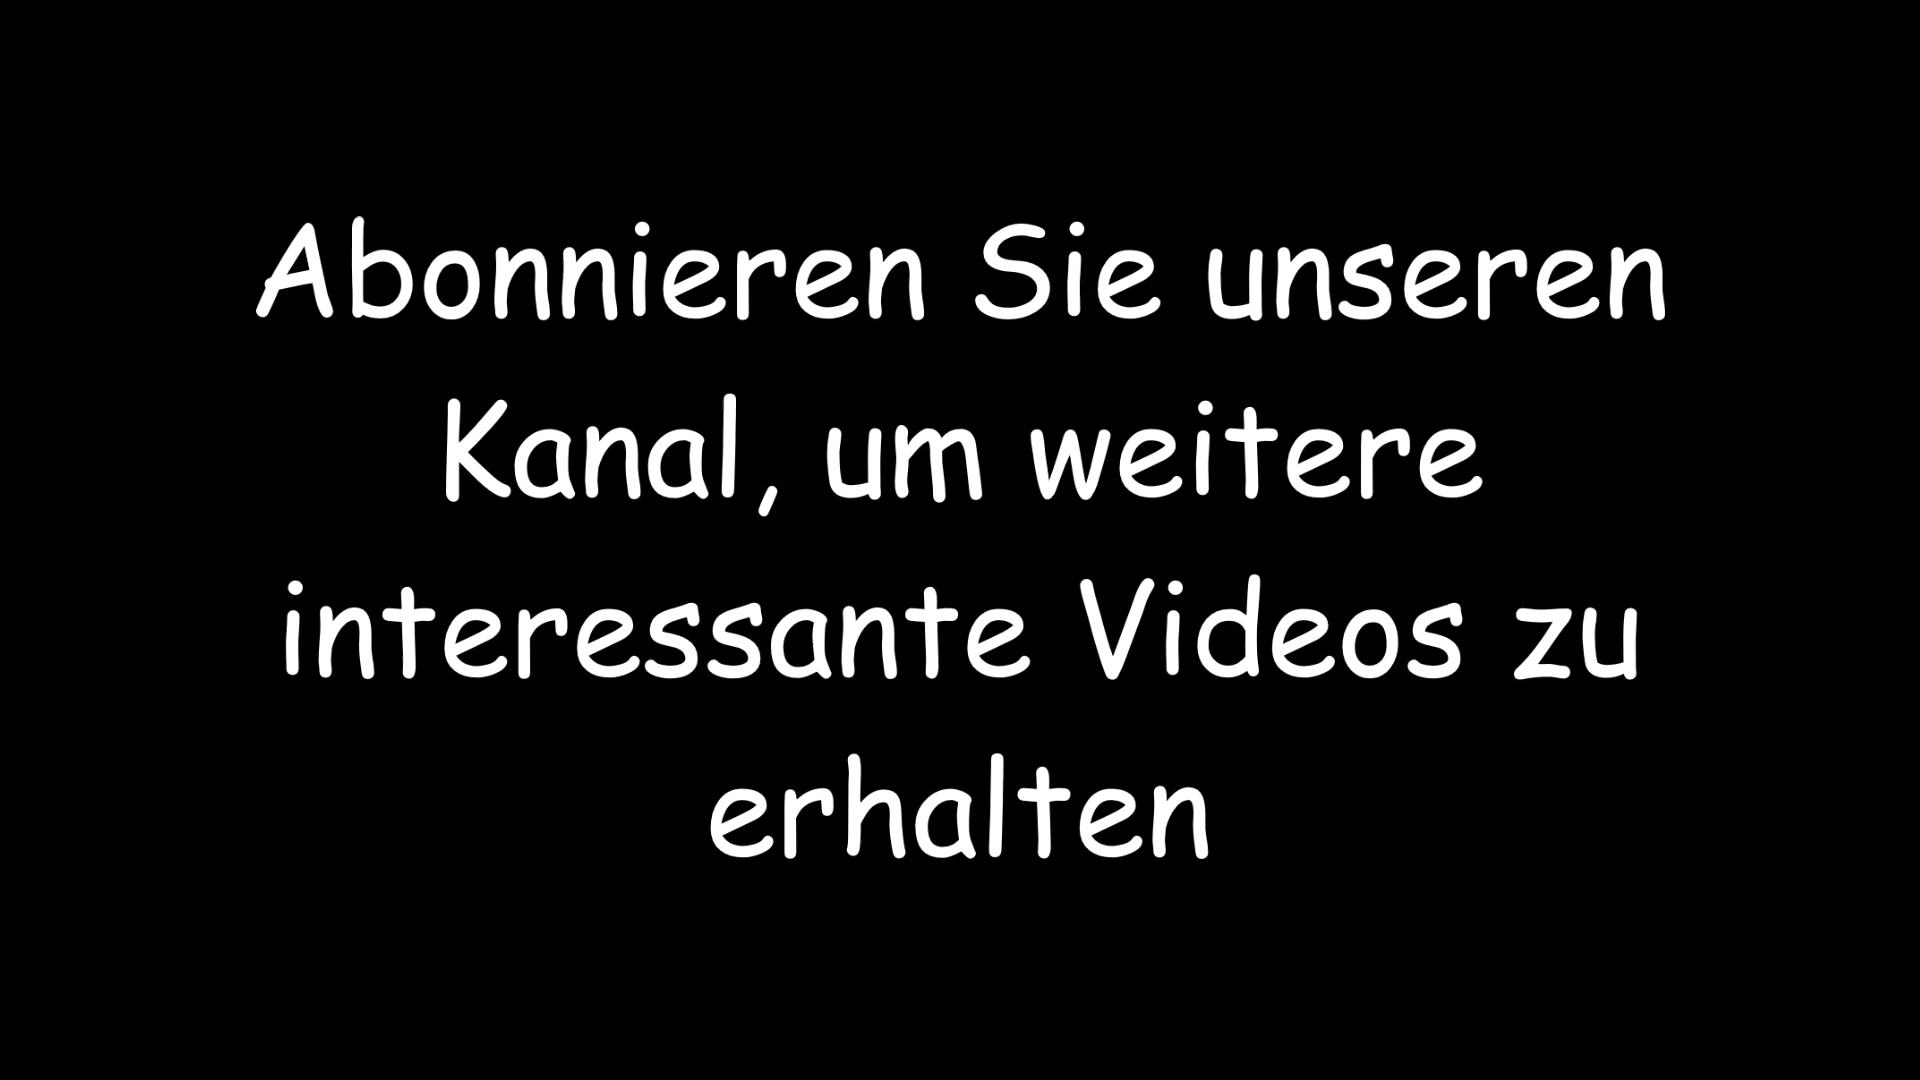 Abonnieren Sie unseren
Kanal, um weitere
interessante Videos zu
erhalten